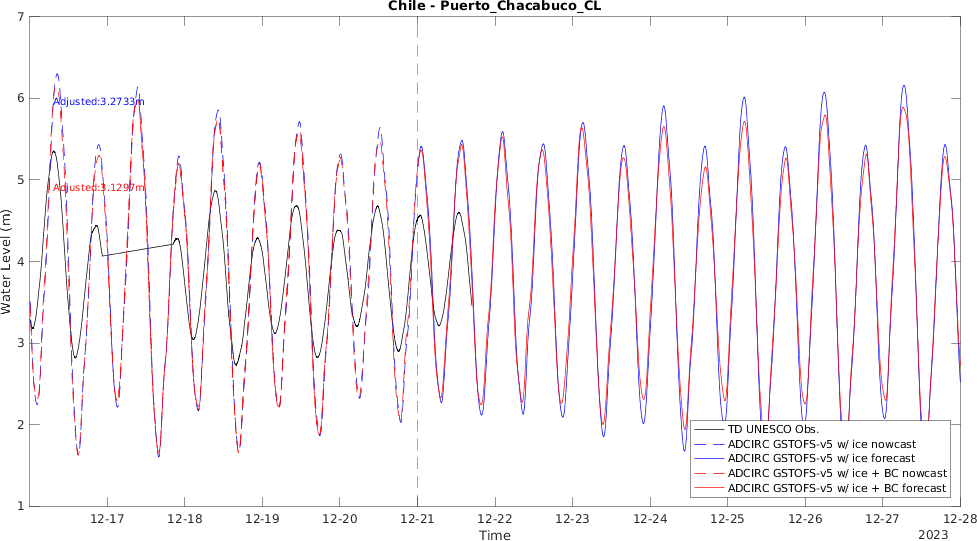 Chile - Puerto_Chacabuco_CL
7
6
5
4
3
2
1
Water Level (m)
Adjusted:3.2733m
Adjusted:3.1297m
TD UNESCO Obs.
ADCIRC GSTOFS-v5 w/ ice nowcast
ADCIRC GSTOFS-v5 w/ ice forecast
ADCIRC GSTOFS-v5 w/ ice + BC nowcast
ADCIRC GSTOFS-v5 w/ ice + BC forecast
12-17 12-18 12-19 12-20 12-21 12-22 12-23 12-24 12-25 12-26 12-27 12-28
Time
2023